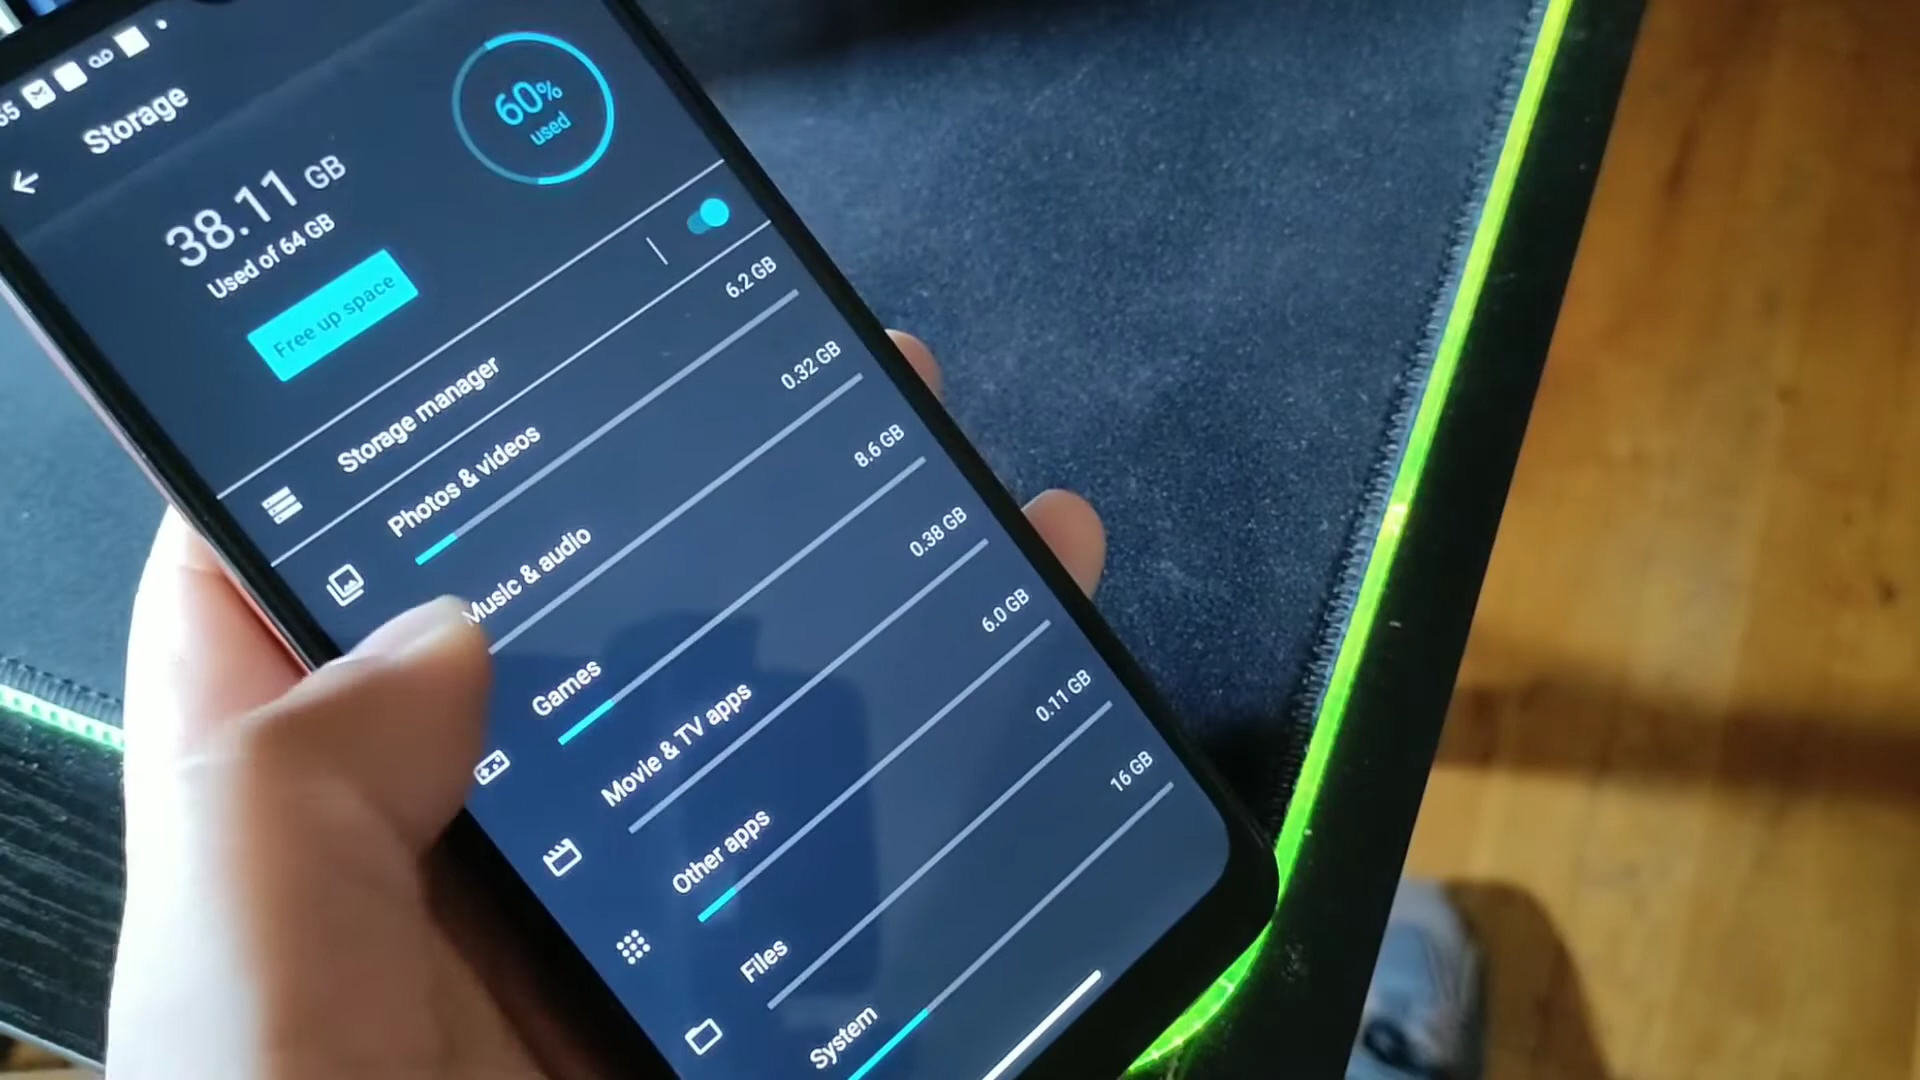 55
Storage
38.11 GB
Used of 64 GB
60%
used
Free up space
Storage manager
Photos & videos
6.2 GB
Music & audio
0.32 GB
Games
8.6 GB
Movie & TV apps
0.38 GB
Other apps
6.0 GB
Files
0.11 GB
System
16 GB